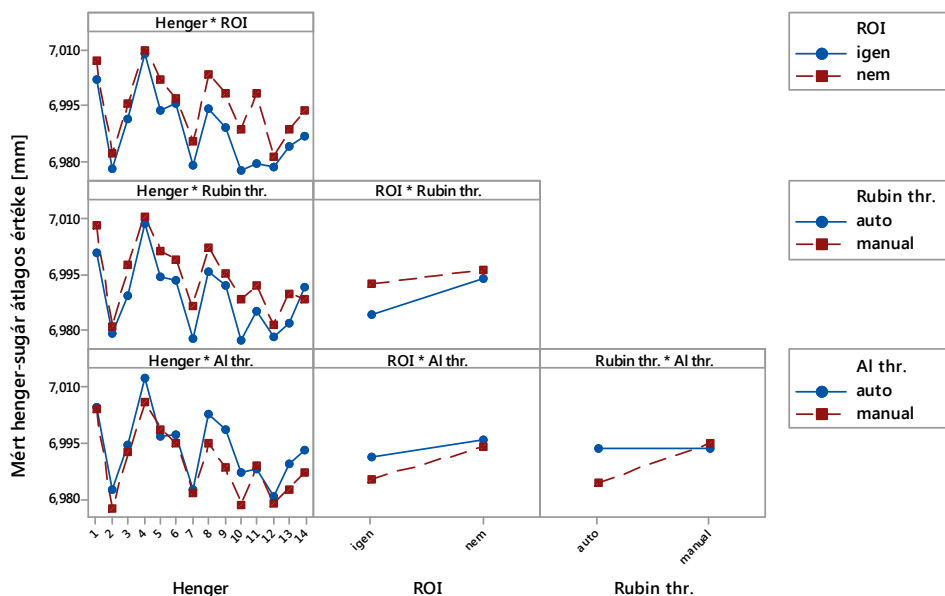 Mért henger-sugár átlagos értéke [mm]
Henger * ROI
7,010
6,995
6,980
ROI
igen
nem
Henger * Rubin thr.
ROI * Rubin thr.
7,010
6,995
6,980
Rubin thr.
auto
manual
Henger * Al thr.
ROI * Al thr.
Rubin thr. * Al thr.
7,010
6,995
6,980
Al thr.
auto
manual
1 2 3 4 5 6 7 8 9 10 11 12 13 14
igen nem
auto manual
Henger ROI Rubin thr.